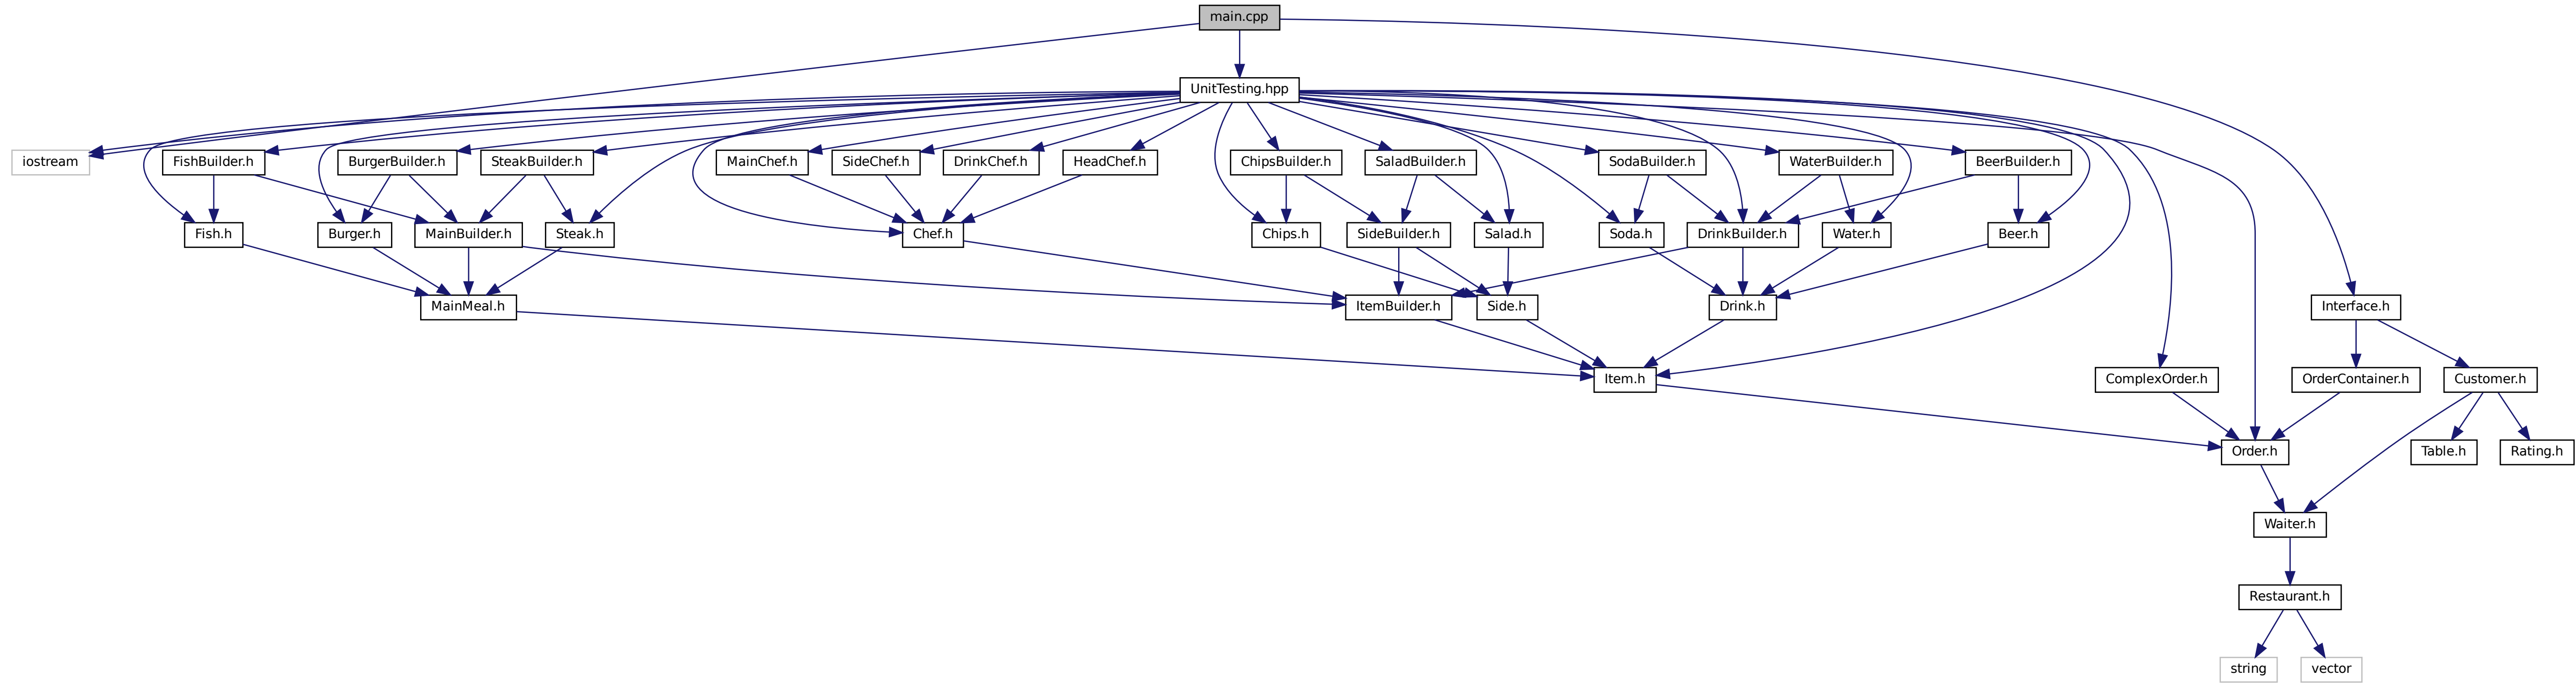 main.cpp
UnitTesting.hpp
iostream
FishBuilder.h
BurgerBuilder.h
SteakBuilder.h
MainChef.h
SideChef.h
DrinkChef.h
HeadChef.h
ChipsBuilder.h
SaladBuilder.h
SodaBuilder.h
WaterBuilder.h
BeerBuilder.h
Fish.h
Burger.h
MainBuilder.h
Steak.h
Chef.h
Chips.h
SideBuilder.h
Salad.h
Soda.h
DrinkBuilder.h
Water.h
Beer.h
MainMeal.h
ItemBuilder.h
Side.h
Drink.h
Interface.h
Item.h
ComplexOrder.h
OrderContainer.h
Customer.h
Order.h
Table.h
Rating.h
Waiter.h
Restaurant.h
string
vector